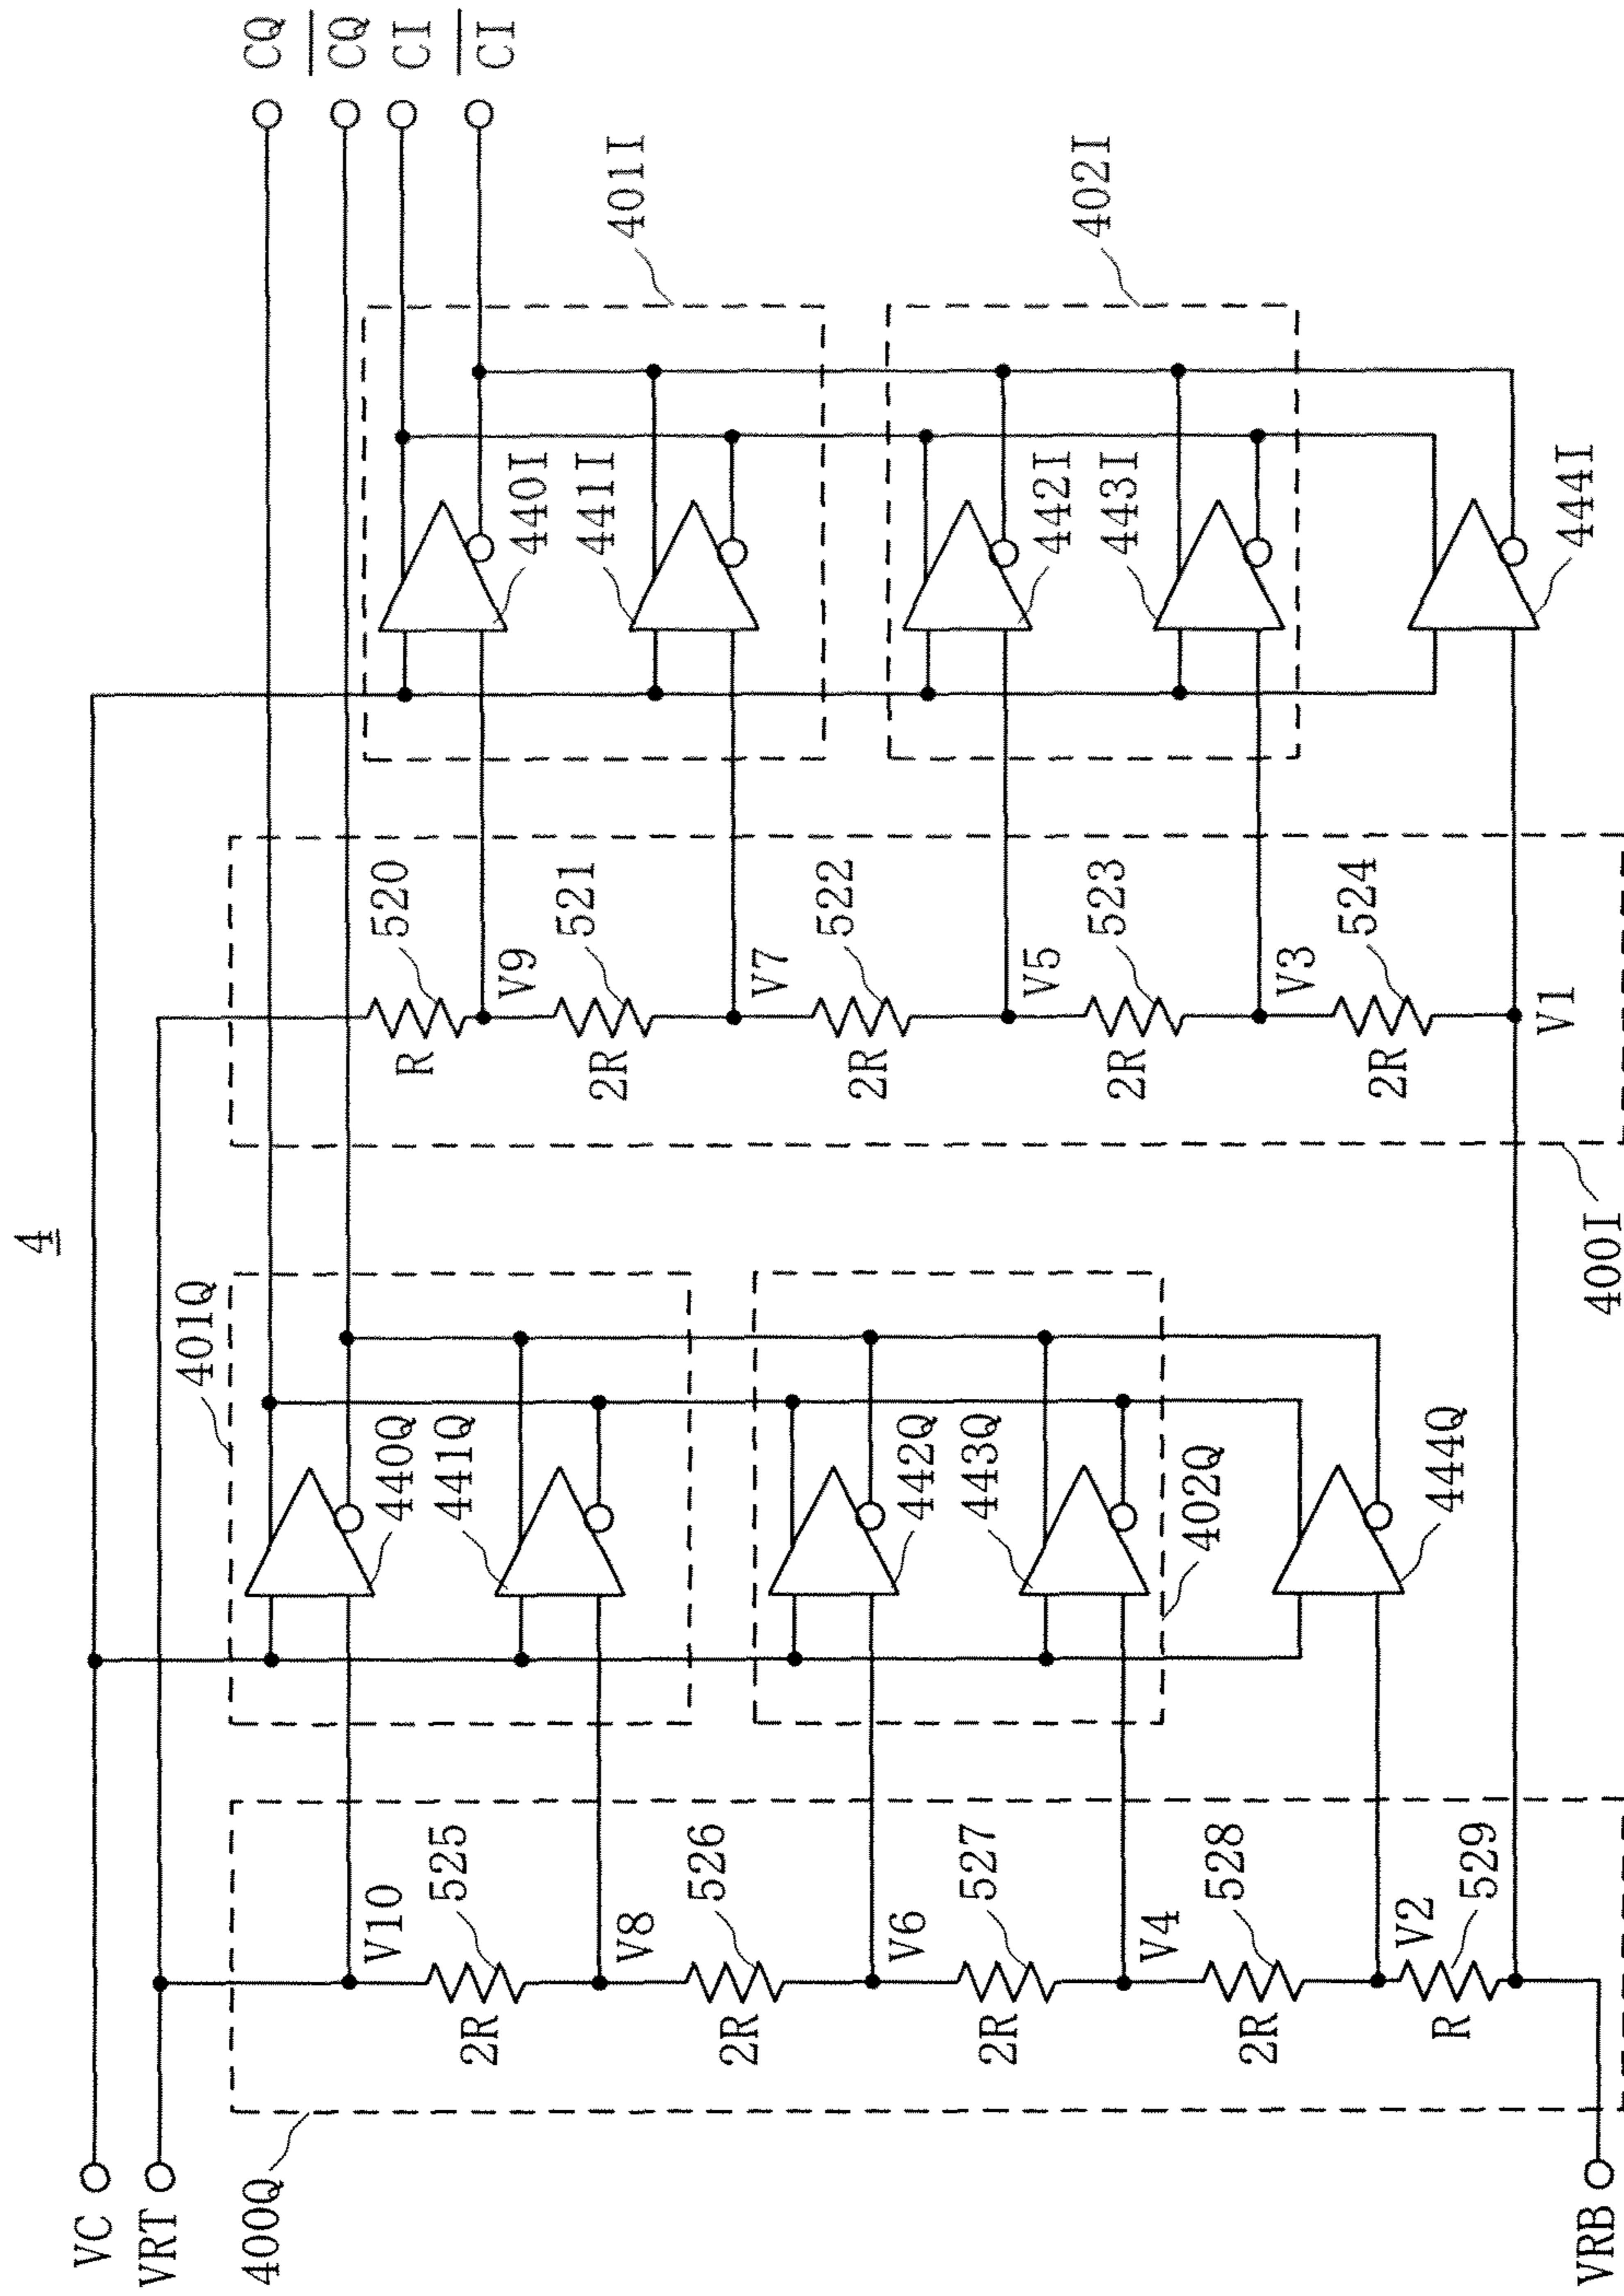 4
VC
VRT
VRB
CQ
CQ
CI
CI
400Q
V10
525
2R
V8
526
2R
V6
527
2R
V4
528
2R
V2
529
R
401Q
440Q
441Q
442Q
443Q
402Q
444Q
400I
520
R
V9
521
2R
V7
522
2R
V5
523
2R
V3
524
2R
V1
401I
440I
441I
402I
442I
443I
444I